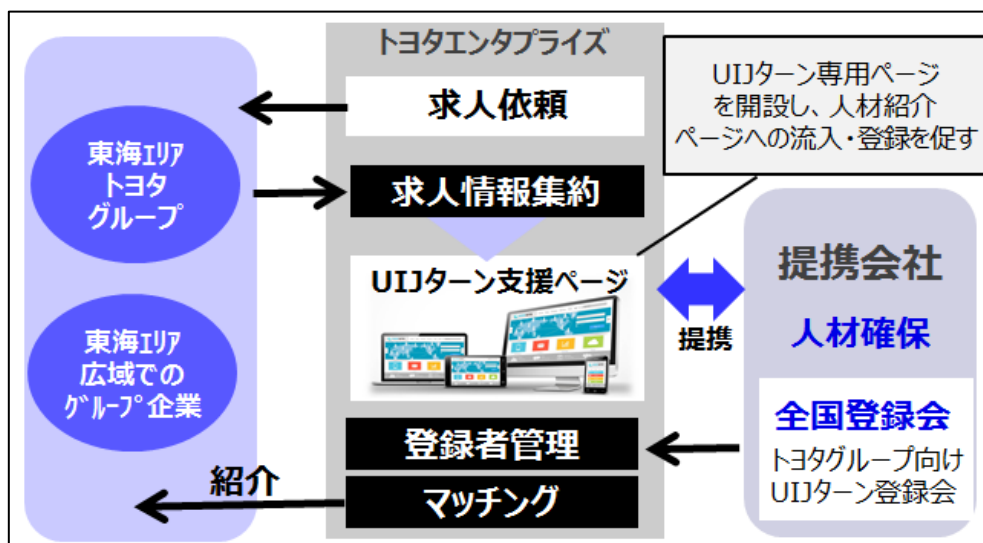 トヨタエンタプライズ
求人依頼
求人情報集約
UIJターン支援ページ
登録者管理
マッチング
東海ｴﾘｱ
トヨタ
グループ
東海ｴﾘｱ
広域での
ｸﾞﾙｰﾌﾟ企業
紹介
UIJターン専用ページ
を開設し、人材紹介
ページへの流入・登録を促す
提携
提携会社
人材確保
全国登録会
トヨタグループ向け
UIJターン登録会